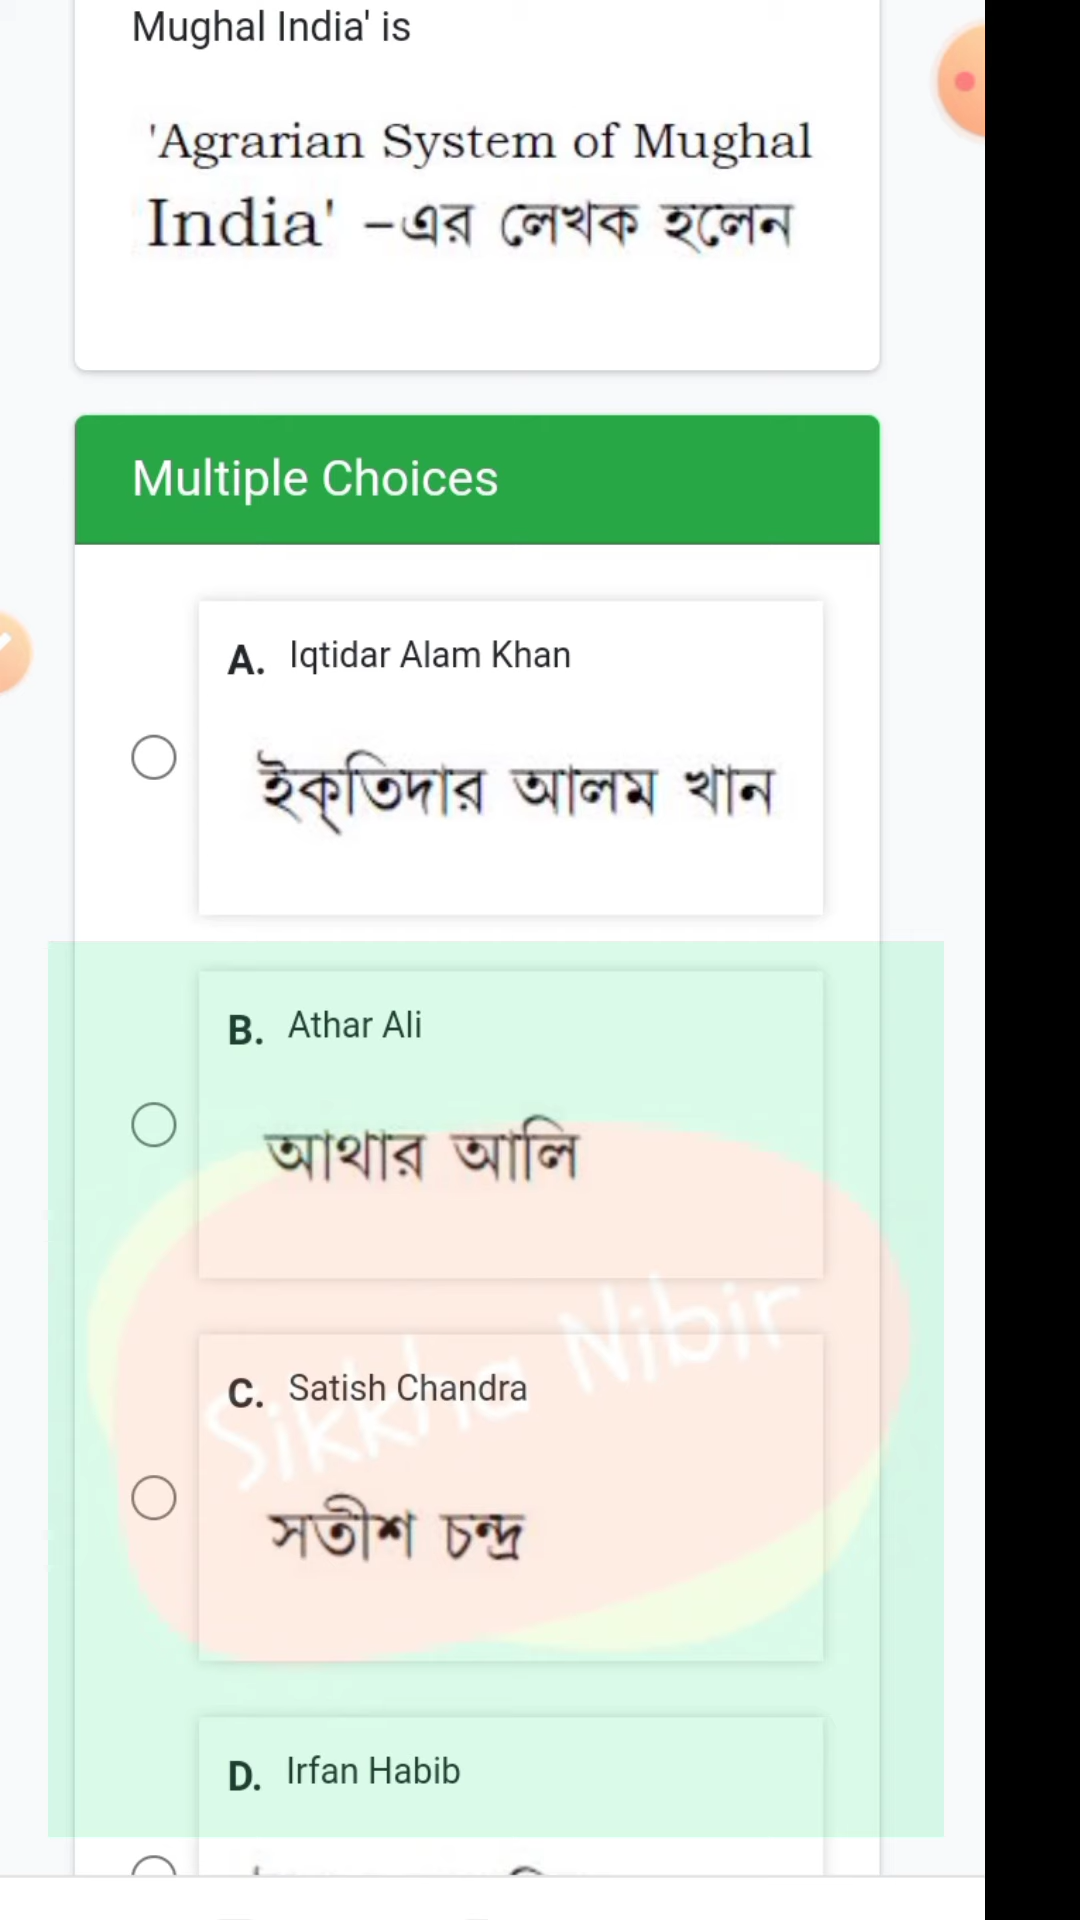 Mughal India' is
'Agrarian System of Mughal
India' –এর লেখক হলেন
Multiple Choices
A. Iqtidar Alam Khan
ইক্‌তিদার আলম খান
B. Athar Ali
আথার আলি
Sikkha Nibir
C. Satish Chandra
সতীশ চন্দ্র
D. Irfan Habib